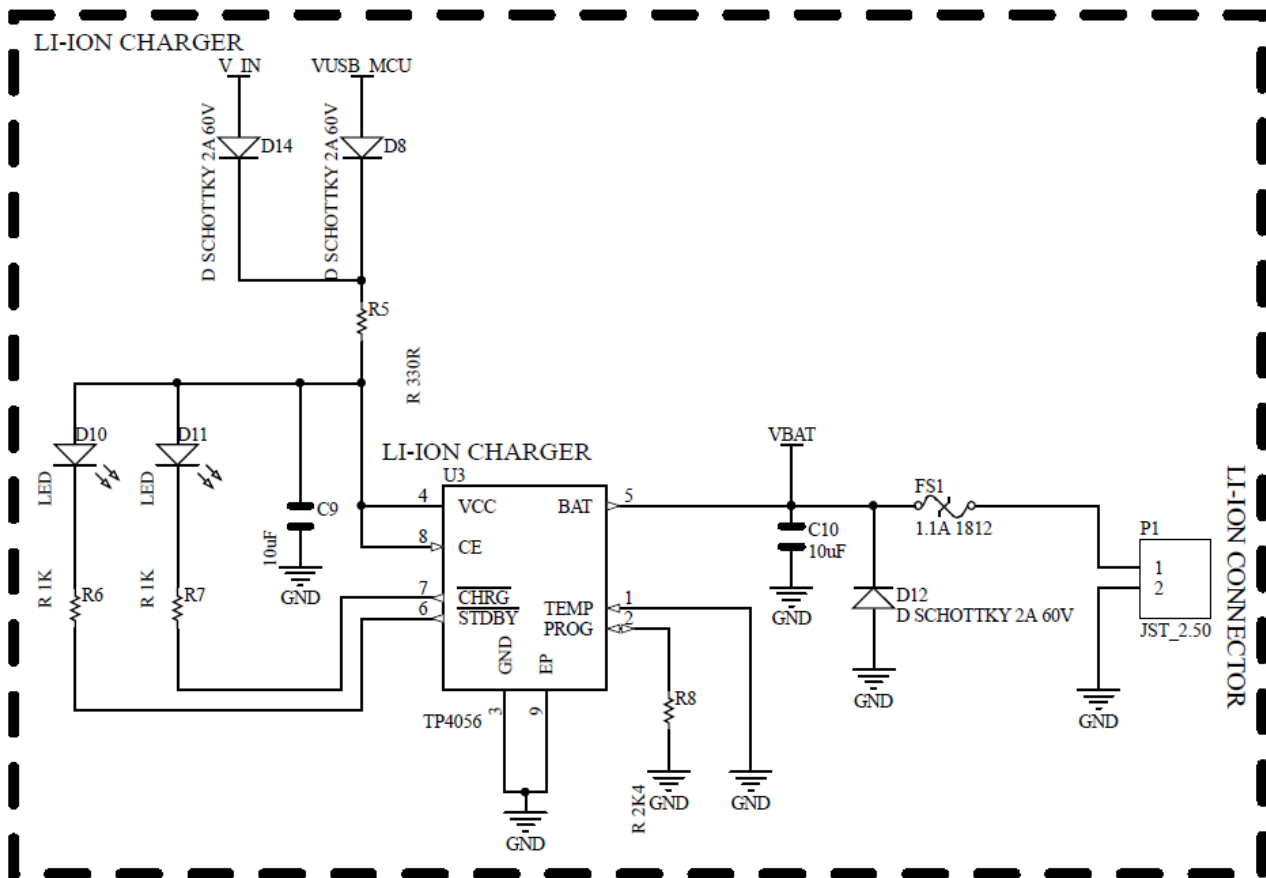 LI-ION CHARGER
V_IN
VUSB_MCU
D SCHOTTKY 2A 60V
D14
D SCHOTTKY 2A 60V
D8
R5
R 330R
D10
LED
D11
LED
C9
10uF
GND
R 1K
R6
R 1K
R7
LI-ION CHARGER
U3
4
VCC
8
CE
7
CHRG
6
STDBY
BAT
5
TEMP
1
PROG
2
GND
EP
3
9
TP4056
GND
R8
R 2K4
GND
GND
VBAT
C10
10uF
GND
D12
D SCHOTTKY 2A 60V
GND
FS1
1.1A 1812
P1
1
2
JST_2.50
GND
LI-ION CONNECTOR